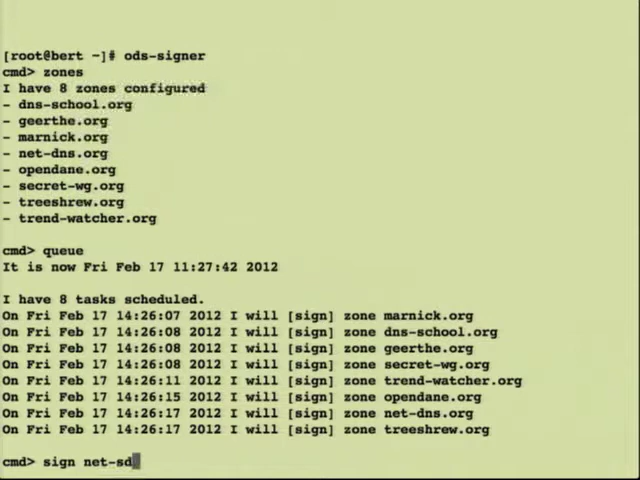 [root@bert ~]# ods-signer
cmd> zones
I have 8 zones configured
- dns-school.org
- geerthe.org
- marnick.org
- net-dns.org
- opendane.org
- secret-wg.org
- treeshrew.org
- trend-watcher.org
cmd> queue
It is now Fri Feb 17 11:27:42 2012
I have 8 tasks scheduled.
On Fri Feb 17 14:26:07 2012 I will [sign] zone marnick.org
On Fri Feb 17 14:26:08 2012 I will [sign] zone dns-school.org
On Fri Feb 17 14:26:08 2012 I will [sign] zone geerthe.org
On Fri Feb 17 14:26:08 2012 I will [sign] zone secret-wg.org
On Fri Feb 17 14:26:11 2012 I will [sign] zone trend-watcher.org
On Fri Feb 17 14:26:15 2012 I will [sign] zone opendane.org
On Fri Feb 17 14:26:17 2012 I will [sign] zone net-dns.org
On Fri Feb 17 14:26:17 2012 I will [sign] zone treeshrew.org
cmd> sign net-sd